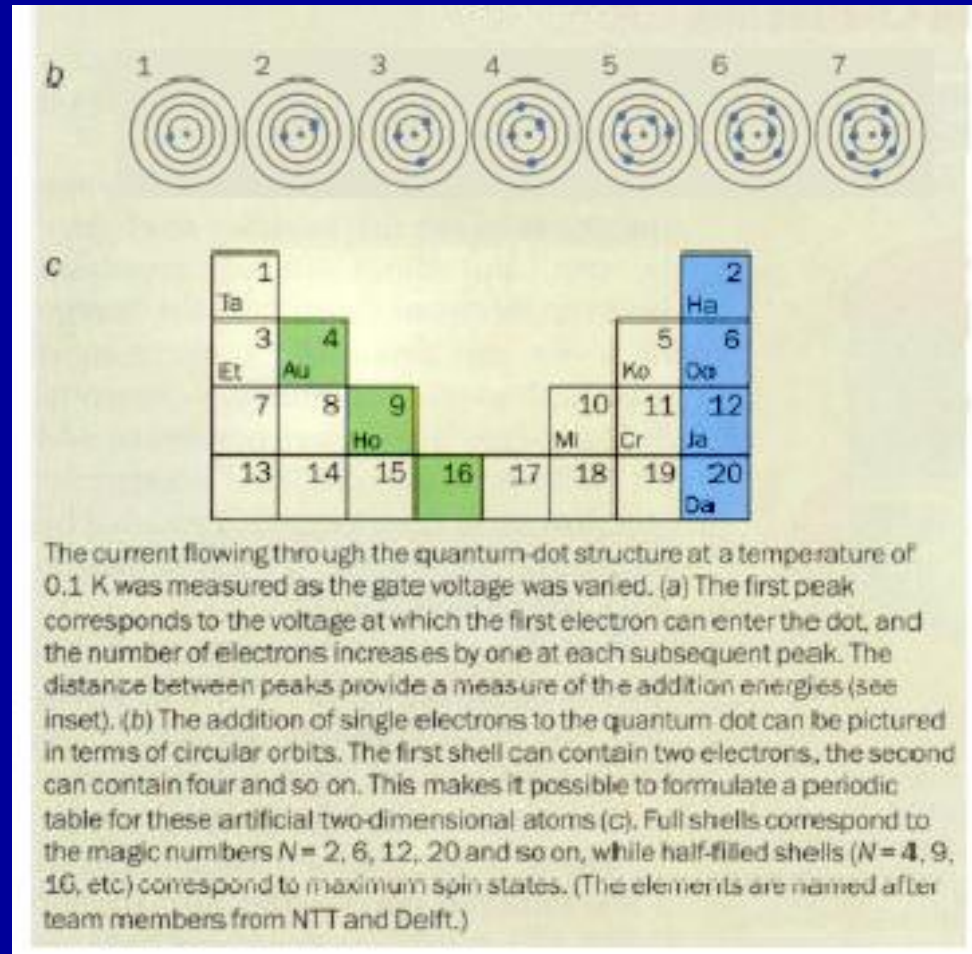 b
1 2 3 4 5 6 7
c
1 2
Ta Ha
3 4 5 6
Et Au Ko Oo
7 8 9 10 11 12
Ho Mi Cr Ja
13 14 15 16 17 18 19 20
Da
The current flowing through the quantum-dot structure at a temperature of
0.1 K was measured as the gate voltage was varied. (a) The first peak
corresponds to the voltage at which the first electron can enter the dot, and
the number of electrons increases by one at each subsequent peak. The
distance between peaks provide a measure of the addition energies (see
inset). (b) The addition of single electrons to the quantum dot can be pictured
in terms of circular orbits. The first shell can contain two electrons, the second
can contain four and so on. This makes it possible to formulate a periodic
table for these artificial two-dimensional atoms (c). Full shells correspond to
the magic numbers N = 2, 6, 12, 20 and so on, while half-filled shells (N = 4, 9,
16, etc) correspond to maximum spin states. (The elements are named after
team members from NTT and Delft.)